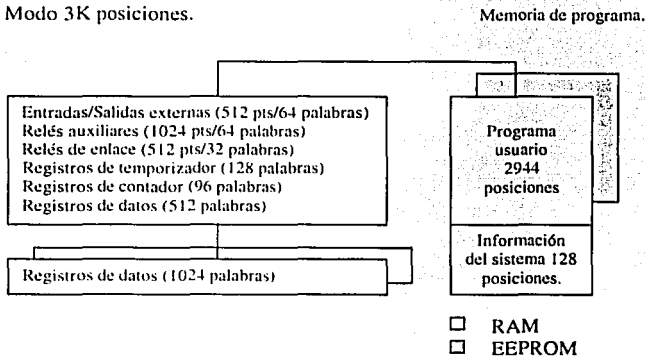 Modo 3K posiciones.
Memoria de programa.
Entradas/Salidas externas (512 pts/64 palabras)
Relés auxiliares (1024 pts/64 palabras)
Relés de enlace (512 pts/32 palabras)
Registros de temporizador (128 palabras)
Registros de contador (96 palabras)
Registros de datos (512 palabras)
Registros de datos (1024 palabras)
Programa
usuario
2944
posiciones
Información
del sistema 128
posiciones.
RAM
EEPROM